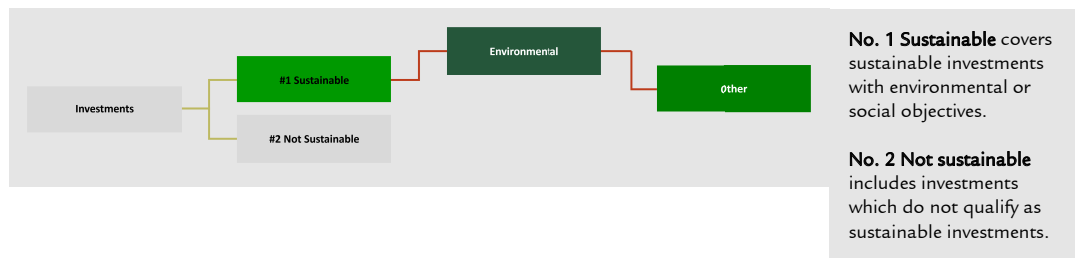 Investments
#1 Sustainable
#2 Not Sustainable
Environmental
Other
No. 1 Sustainable covers
sustainable investments
with environmental or
social objectives.
No. 2 Not sustainable
includes investments
which do not qualify as
sustainable investments.